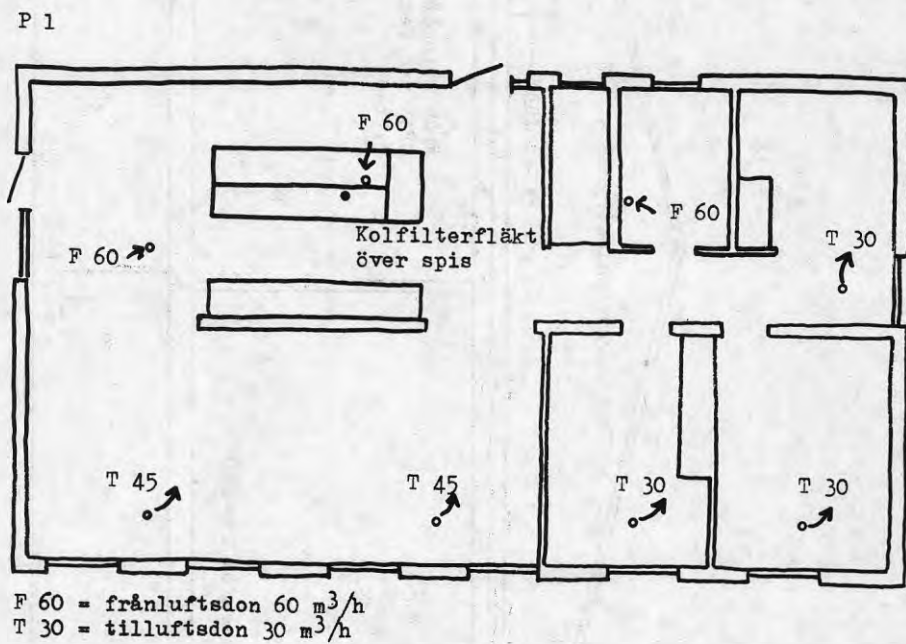 P 1
F 60
F 60
Kolfilterfläkt
över spis
F 60
T 30
T 45
T 45
T 30
T 30
F 60 = frånluftsdon 60 m³/h
T 30 = tilluftsdon 30 m³/h